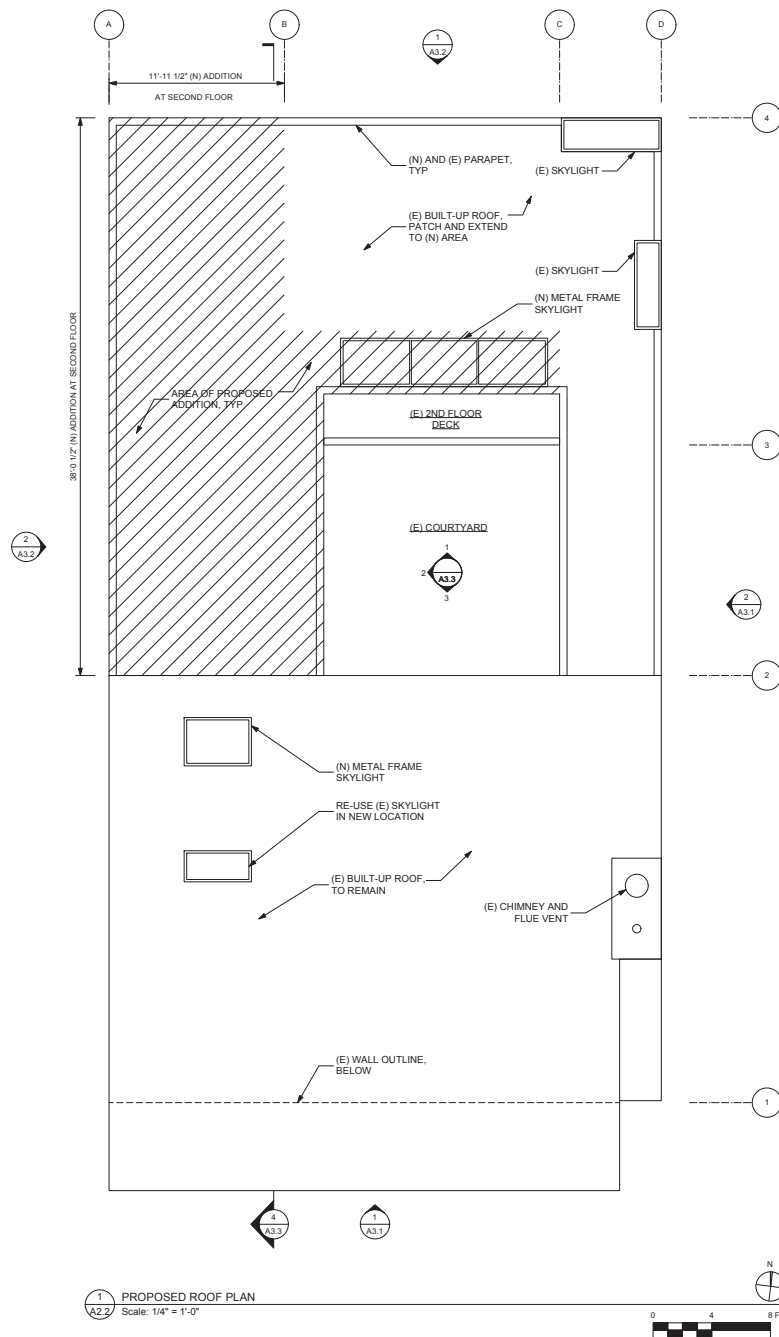 A
B
C
D
1
A3.2
11'-11 1/2" (N) ADDITION
AT SECOND FLOOR
4
(N) AND (E) PARAPET,
TYP
(E) SKYLIGHT
(E) BUILT-UP ROOF,
PATCH AND EXTEND
TO (N) AREA
(E) SKYLIGHT
(N) METAL FRAME
SKYLIGHT
38'-0 1/2" (N) ADDITION AT SECOND FLOOR
AREA OF PROPOSED
ADDITION, TYP
(E) 2ND FLOOR
DECK
3
(E) COURTYARD
2
A3.2
1
2
A3.3
3
2
A3.1
2
(N) METAL FRAME
SKYLIGHT
RE-USE (E) SKYLIGHT
IN NEW LOCATION
(E) BUILT-UP ROOF,
TO REMAIN
(E) CHIMNEY AND
FLUE VENT
(E) WALL OUTLINE,
BELOW
1
4
A3.3
1
A3.1
N
1
A2.2
PROPOSED ROOF PLAN
Scale: 1/4" = 1'-0"
0 4 8 F